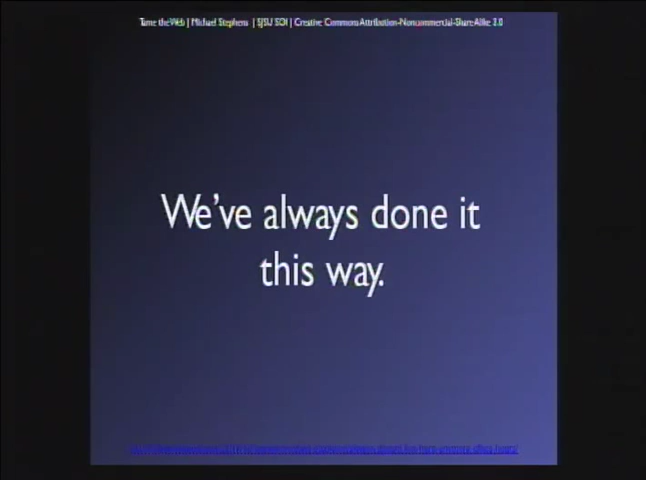 Tame the Web | Michael Stephens | SJSU SOI | Creative Commons Attribution-Noncommercial-Share Alike 3.0
We've always done it
this way.